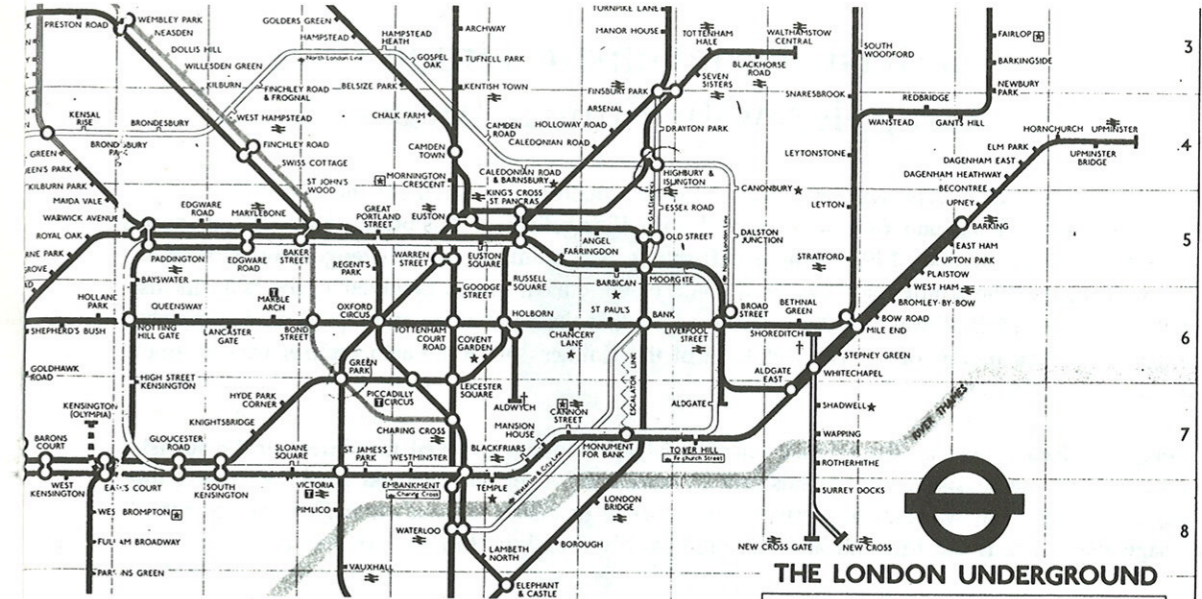 TURNPIKE LANE
PRESTON ROAD
WEMBLEY PARK
NEASDEN
DOLLIS HILL
WILLESDEN GREEN
KILBURN
GOLDERS GREEN
HAMPSTEAD
HAMPSTEAD
HEATH
North London Line
GOSPEL
OAK
ARCHWAY
TUFNELL PARK
KENTISH TOWN
MANOR HOUSE
TOTTENHAM
HALE
WALTHAMSTOW
CENTRAL
BLACKHORSE
ROAD
SEVEN
SISTERS
FINSBURY PARK
SOUTH
WOODFORD
FAIRLOP
BARKINGSIDE
NEWBURY
PARK
3
SNARESBROOK
REDBRIDGE
WANSTEAD
GANTS HILL
FINCHLEY ROAD
& FROGNAL
BELSIZE PARK
CHALK FARM
WEST HAMPSTEAD
FINCHLEY ROAD
SWISS COTTAGE
ST JOHN'S
WOOD
KENSAL
RISE
BRONDESBURY
BRONDESBURY
PARK
GREEN
QUEEN'S PARK
KILBURN PARK
MAIDA VALE
WARWICK AVENUE
ROYAL OAK
CAMDEN
TOWN
CAMDEN
ROAD
MORNINGTON
CRESCENT
ARSENAL
HOLLOWAY ROAD
CALEDONIAN ROAD
CALEDONIAN ROAD
& BARNSBURY
DRAYTON PARK
HIGHBURY &
ISLINGTON
CANONBURY
ESSEX ROAD
DALSTON
JUNCTION
North London Line
LEYTONSTONE
LEYTON
STRATFORD
HORNCHURCH
UPMINSTER
UPMINSTER
BRIDGE
4
ELM PARK
DAGENHAM EAST
DAGENHAM HEATHWAY
BECONTREE
UPNEY
BARKING
EAST HAM
UPTON PARK
PLAISTOW
WEST HAM
BROMLEY-BY-BOW
BOW ROAD
MILE END
5
EDGWARE
ROAD
MARYLEBONE
GREAT
PORTLAND
STREET
EUSTON
KING'S CROSS
ST PANCRAS
PADDINGTON
EDGWARE
ROAD
BAKER
STREET
REGENT'S
PARK
WARREN
STREET
EUSTON
SQUARE
ANGEL
FARRINGDON
OLD STREET
MOORGATE
BARBICAN
RUSSELL
SQUARE
GOODGE
STREET
BAYSWATER
MARBLE
ARCH
HOLLAND
PARK
QUEENSWAY
OXFORD
CIRCUS
HOLBORN
ST PAUL'S
BANK
BROAD
STREET
BETHNAL
GREEN
SHEPHERD'S BUSH
NOTTING
HILL GATE
LANCASTER
GATE
BOND
STREET
TOTTENHAM
COURT
ROAD
COVENT
GARDEN
CHANCERY
LANE
LIVERPOOL
STREET
SHOREDITCH
STEPNEY GREEN
WHITECHAPEL
6
GOLDHAWK
ROAD
HIGH STREET
KENSINGTON
GREEN
PARK
PICCADILLY
CIRCUS
LEICESTER
SQUARE
ALDWYCH
ESCALATOR LINK
ALDGATE
EAST
ALDGATE
SHADWELL
KENSINGTON
(OLYMPIA)
HYDE PARK
CORNER
KNIGHTSBRIDGE
CHARING CROSS
MANSION
HOUSE
CANNON
STREET
WAPPING
RIVER THAMES
7
BARONS
COURT
GLOUCESTER
ROAD
SLOANE
SQUARE
ST JAMES'S
PARK
WESTMINSTER
BLACKFRIARS
MONUMENT
FOR BANK
TOWER HILL
Fenchurch Street
ROTHERHITHE
WEST
KENSINGTON
EARL'S COURT
SOUTH
KENSINGTON
VICTORIA
EMBANKMENT
Charing Cross
TEMPLE
Waterloo & City Line
SURREY DOCKS
WEST BROMPTON
PIMLICO
LONDON
BRIDGE
WATERLOO
FULHAM BROADWAY
PARSONS GREEN
VAUXHALL
LAMBETH
NORTH
BOROUGH
ELEPHANT
& CASTLE
NEW CROSS GATE
NEW CROSS
8
THE LONDON UNDERGROUND